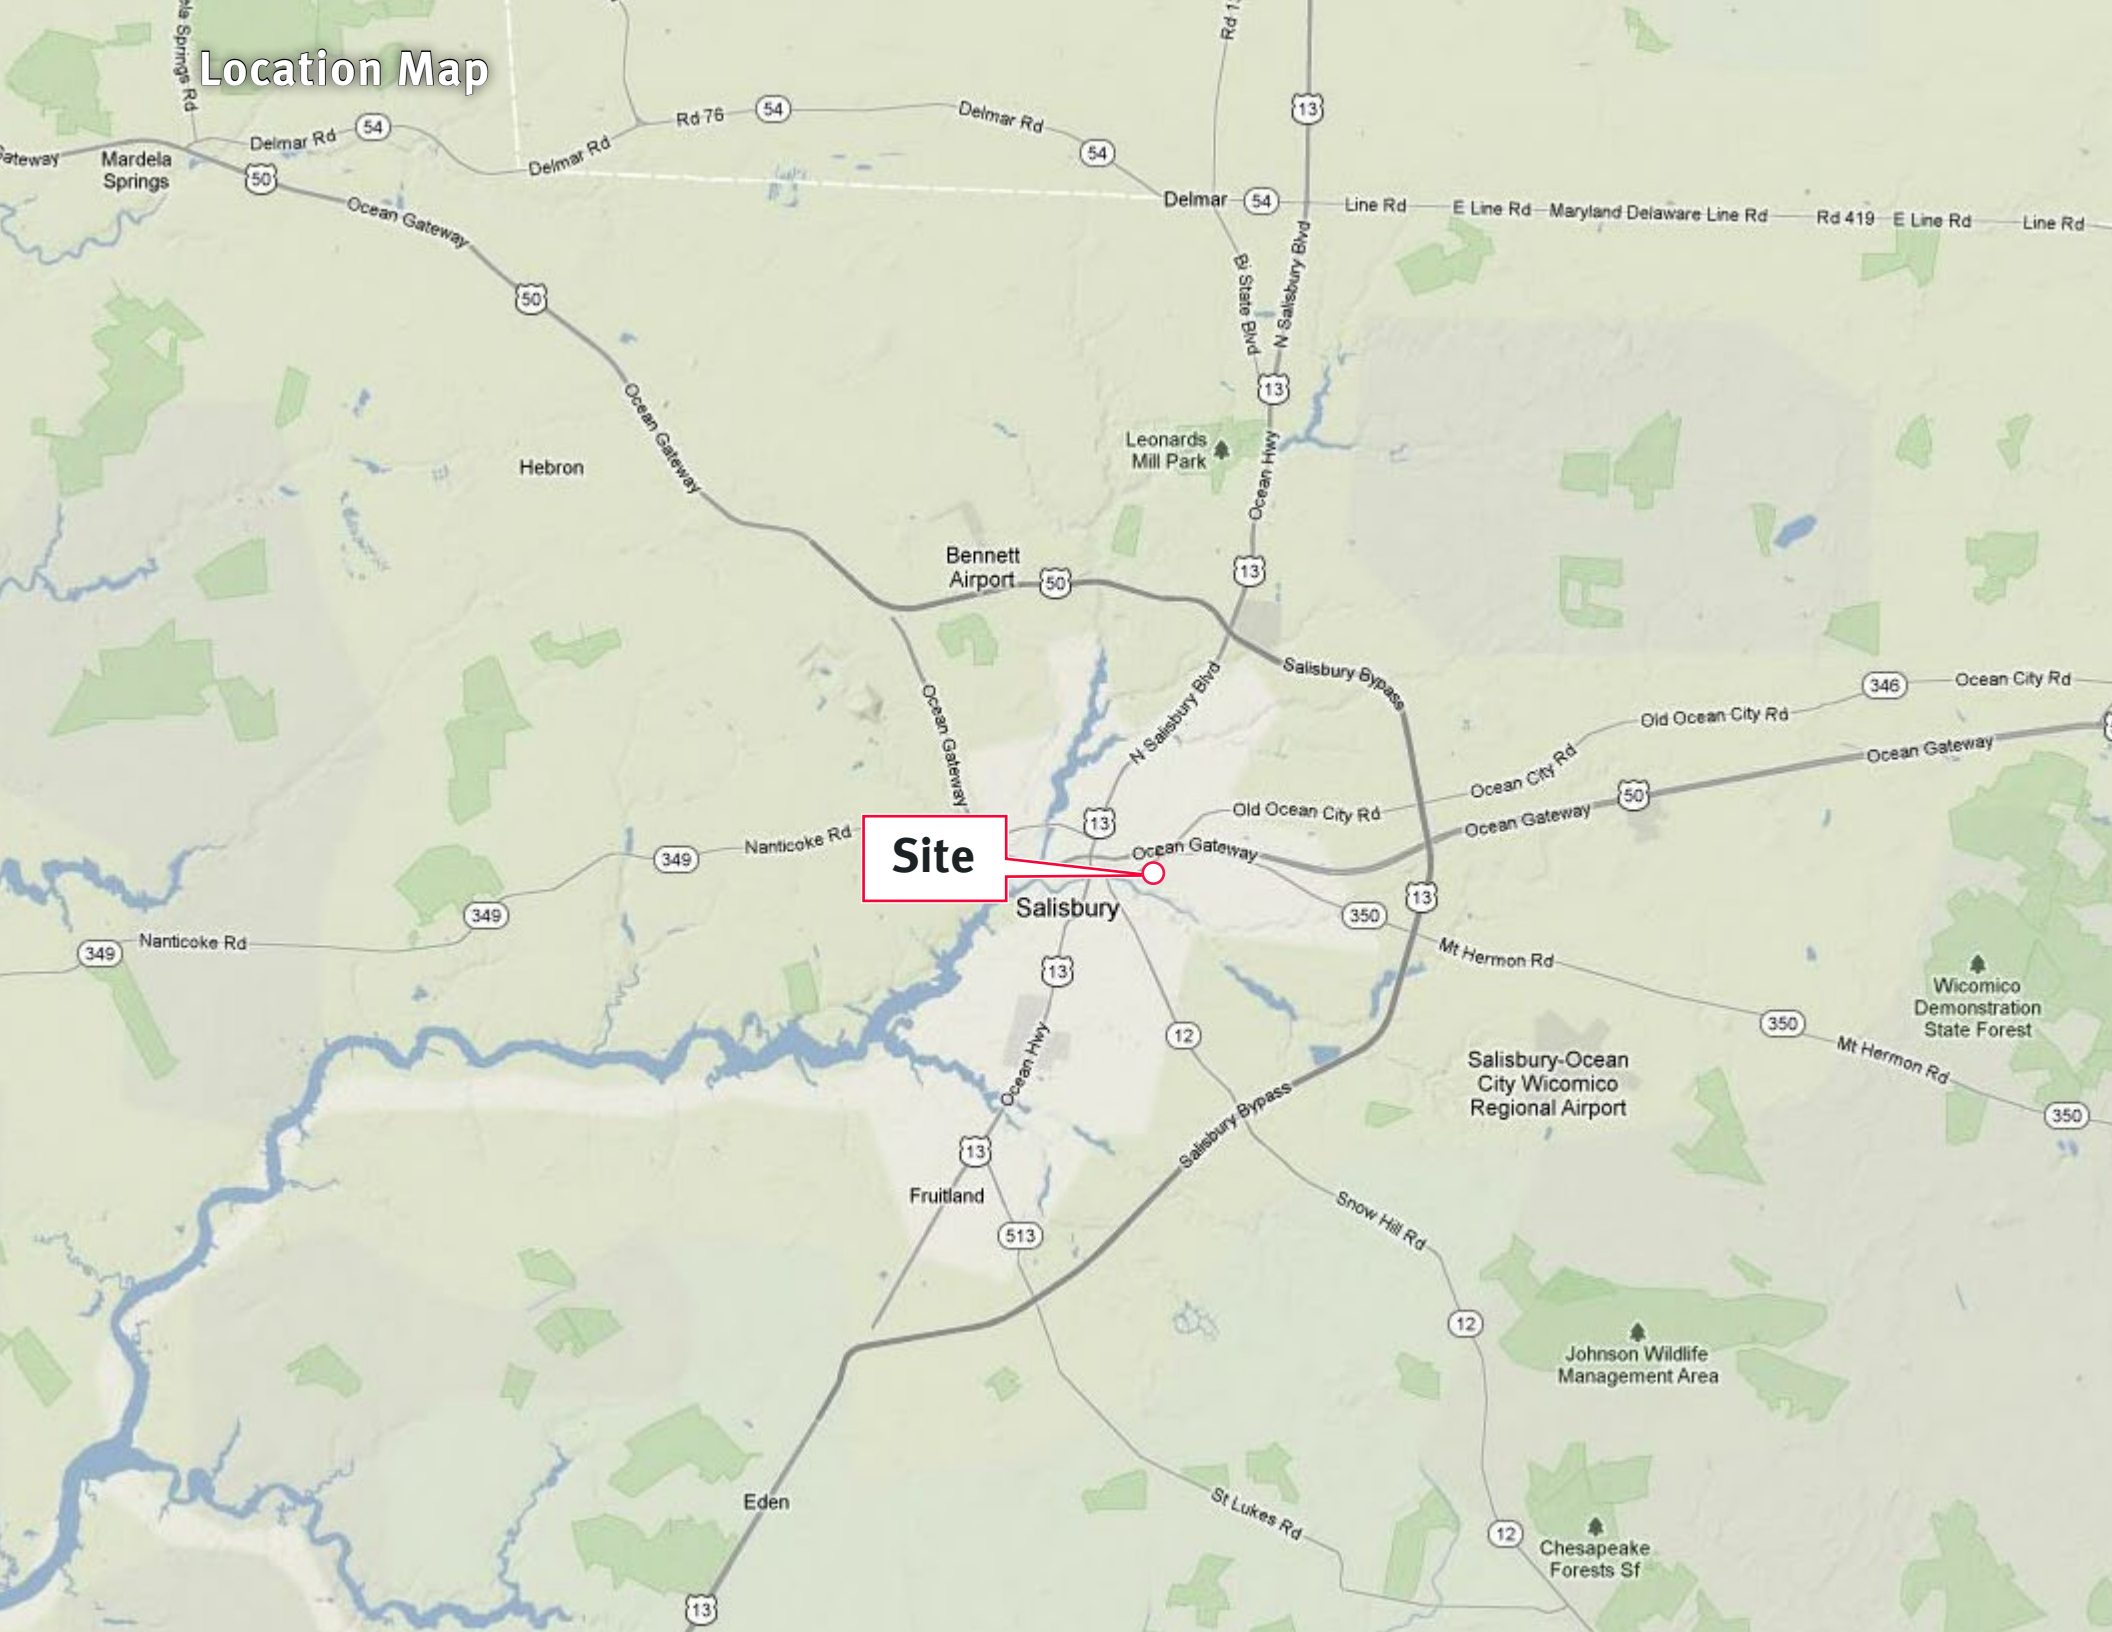 Location Map
Rd 76
54
Delmar Rd
13
Delmar Rd
54
Delmar Rd
54
Mardela
Springs
50
Delmar
54
Line Rd
E Line Rd
Maryland Delaware Line Rd
Rd 419
E Line Rd
Line Rd
Ocean Gateway
50
Bi State Blvd
N Salisbury Blvd
13
Ocean Gateway
Hebron
Leonards
Mill Park
Ocean Hwy
Bennett
Airport
50
13
Salisbury Bypass
346
Ocean City Rd
Old Ocean City Rd
Ocean Gateway
N Salisbury Blvd
Ocean Gateway
Ocean City Rd
50
Old Ocean City Rd
13
Ocean Gateway
Nanticoke Rd
349
Site
Ocean Gateway
13
350
349
Salisbury
Nanticoke Rd
349
Mt Hermon Rd
13
Wicomico
Demonstration
State Forest
350
12
Mt Hermon Rd
350
Ocean Hwy
Salisbury-Ocean
City Wicomico
Regional Airport
Salisbury Bypass
13
Fruitland
513
Snow Hill Rd
12
Johnson Wildlife
Management Area
Eden
St Lukes Rd
12
Chesapeake
Forests Sf
13